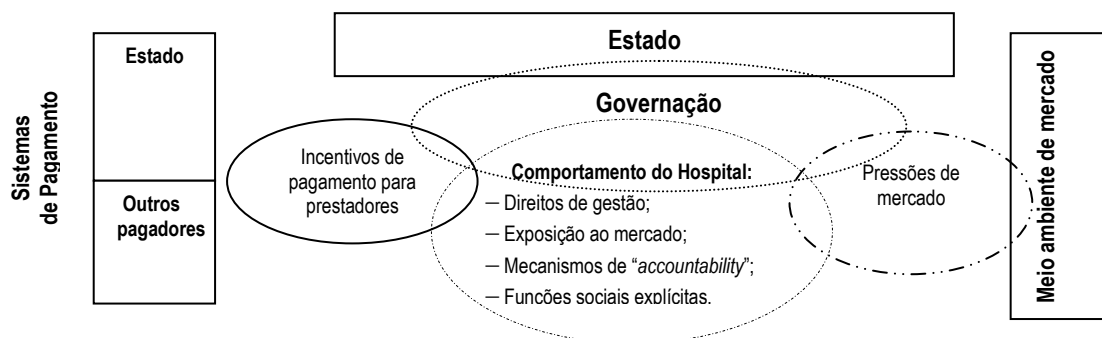 Sistemas
de Pagamento
Estado
Outros
pagadores
Incentivos de
pagamento para
prestadores
Estado
Governação
Comportamento do Hospital:
– Direitos de gestão;
– Exposição ao mercado;
– Mecanismos de “accountability”;
– Funções sociais explícitas.
Pressões de
mercado
Meio ambiente de mercado